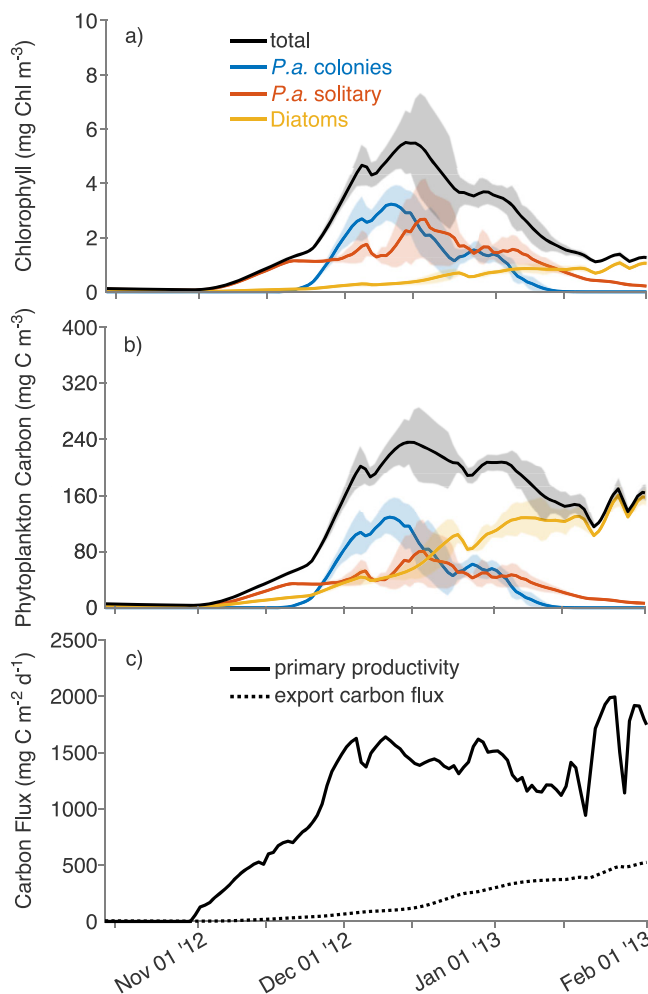 a)
total
P.a. colonies
P.a. solitary
Diatoms
Chlorophyll (mg Chl m-3)
10
8
6
4
2
0
b)
Phytoplankton Carbon (mg C m-3)
400
320
240
160
80
0
c)
primary productivity
export carbon flux
Carbon Flux (mg C m-2 d-1)
2500
2000
1500
1000
500
0
Nov 01 '12
Dec 01 '12
Jan 01 '13
Feb 01 '13